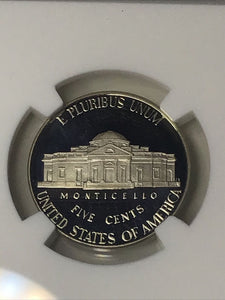 E PLURIBUS UNUM
MONTICELLO
FIVE CENTS
UNITED STATES OF AMERICA